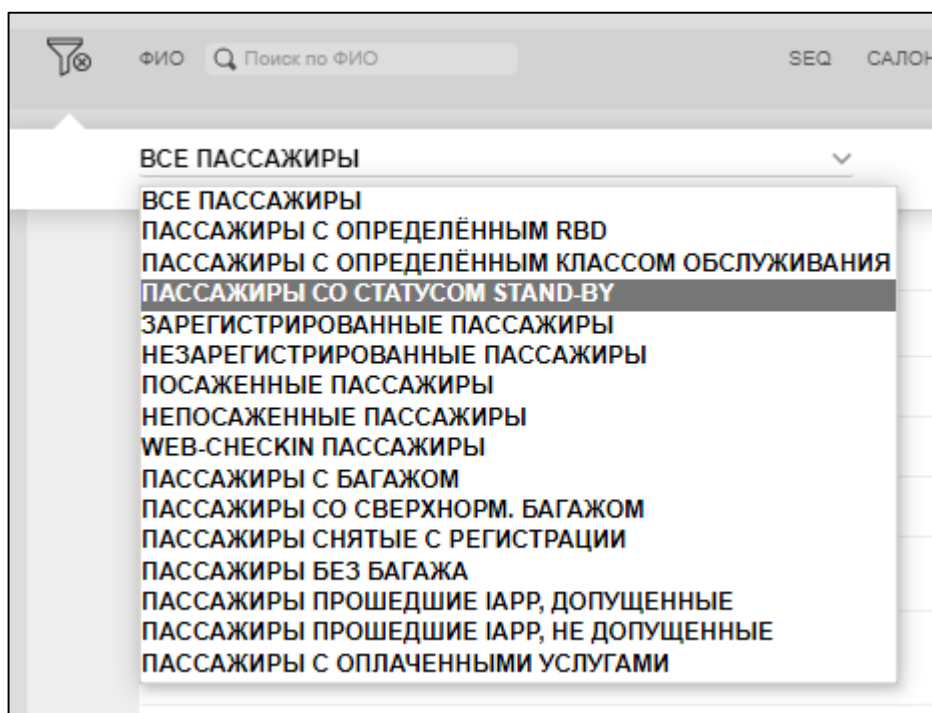 ФИО Поиск по ФИО SEQ САЛОН
ВСЕ ПАССАЖИРЫ
ВСЕ ПАССАЖИРЫ
ПАССАЖИРЫ С ОПРЕДЕЛЁННЫМ RBD
ПАССАЖИРЫ С ОПРЕДЕЛЁННЫМ КЛАССОМ ОБСЛУЖИВАНИЯ
ПАССАЖИРЫ СО СТАТУСОМ STAND-BY
ЗАРЕГИСТРИРОВАННЫЕ ПАССАЖИРЫ
НЕЗАРЕГИСТРИРОВАННЫЕ ПАССАЖИРЫ
ПОСАЖЕННЫЕ ПАССАЖИРЫ
НЕПОСАЖЕННЫЕ ПАССАЖИРЫ
WEB-CHECKIN ПАССАЖИРЫ
ПАССАЖИРЫ С БАГАЖОМ
ПАССАЖИРЫ СО СВЕРХНОРМ. БАГАЖОМ
ПАССАЖИРЫ СНЯТЫЕ С РЕГИСТРАЦИИ
ПАССАЖИРЫ БЕЗ БАГАЖА
ПАССАЖИРЫ ПРОШЕДШИЕ IAPP, ДОПУЩЕННЫЕ
ПАССАЖИРЫ ПРОШЕДШИЕ IAPP, НЕ ДОПУЩЕННЫЕ
ПАССАЖИРЫ С ОПЛАЧЕННЫМИ УСЛУГАМИ